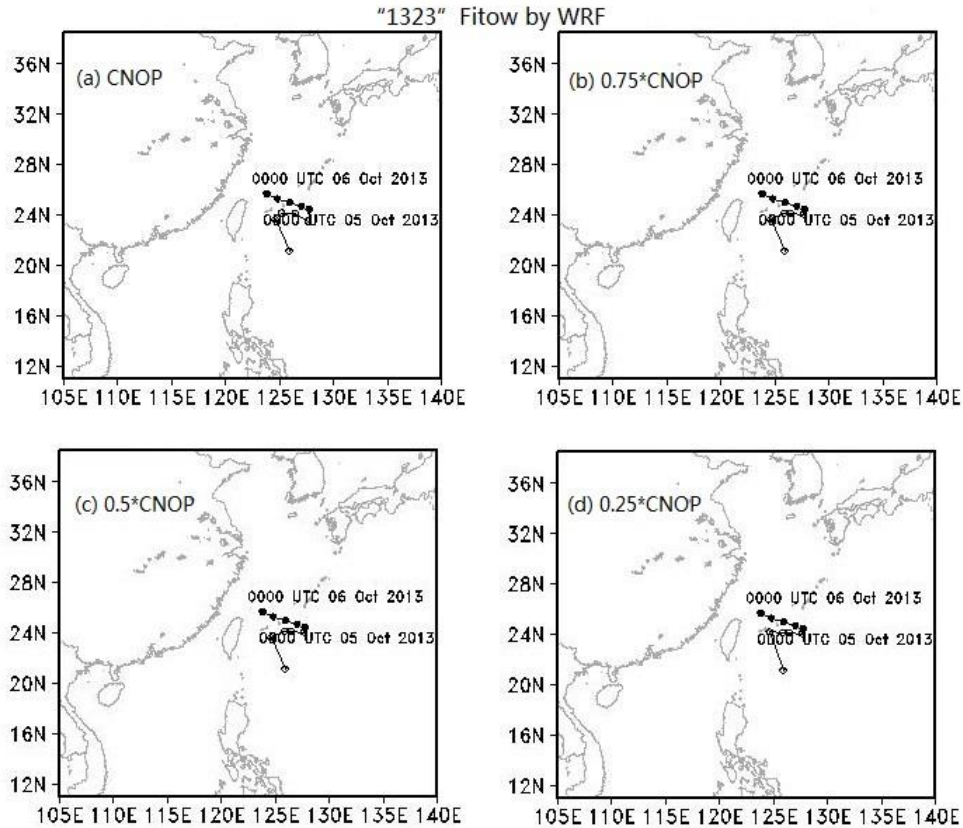 "1323" Fitow by WRF
(a) CNOP
36N
32N
28N
24N
20N
16N
12N
0000 UTC 06 Oct 2013
0000 UTC 05 Oct 2013
105E 110E 115E 120E 125E 130E 135E 140E
(b) 0.75*CNOP
36N
32N
28N
24N
20N
16N
12N
0000 UTC 06 Oct 2013
0000 UTC 05 Oct 2013
105E 110E 115E 120E 125E 130E 135E 140E
(c) 0.5*CNOP
36N
32N
28N
24N
20N
16N
12N
0000 UTC 06 Oct 2013
0000 UTC 05 Oct 2013
105E 110E 115E 120E 125E 130E 135E 140E
(d) 0.25*CNOP
36N
32N
28N
24N
20N
16N
12N
0000 UTC 06 Oct 2013
0000 UTC 05 Oct 2013
105E 110E 115E 120E 125E 130E 135E 140E